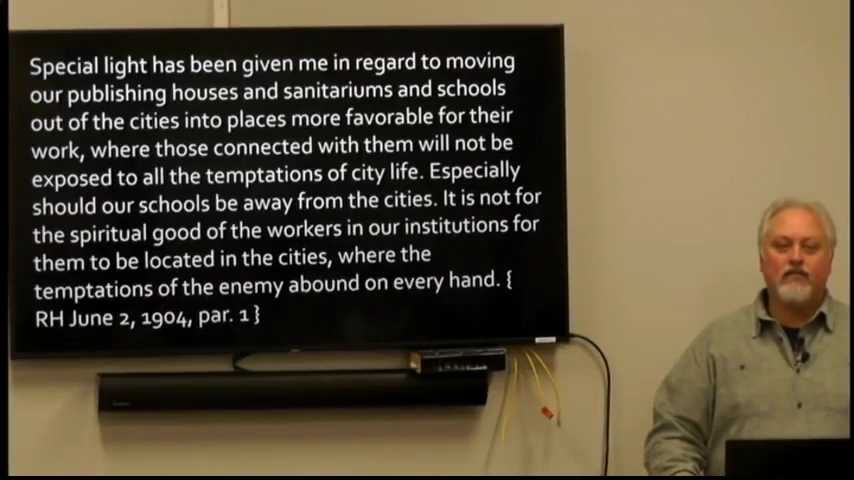 Special light has been given me in regard to moving
our publishing houses and sanitariums and schools
out of the cities into places more favorable for their
work, where those connected with them will not be
exposed to all the temptations of city life. Especially
should our schools be away from the cities. It is not for
the spiritual good of the workers in our institutions for
them to be located in the cities, where the
temptations of the enemy abound on every hand. {
RH June 2, 1904, par. 1 }